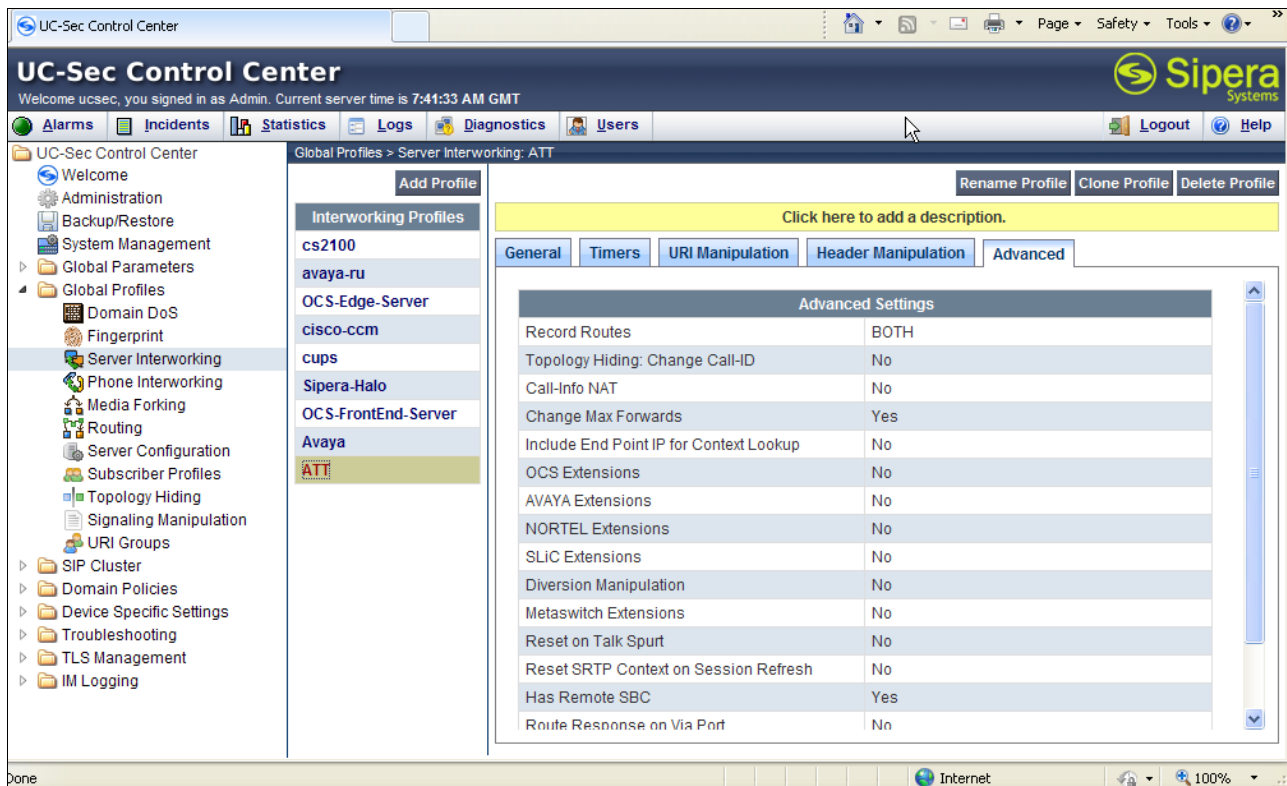 UC-Sec Control Center
Page Safety Tools
UC-Sec Control Center
Welcome ucsec, you signed in as Admin. Current server time is 7:41:33 AM GMT
Sipera
Systems
Alarms Incidents Statistics Logs Diagnostics Users Logout Help
UC-Sec Control Center
Welcome
Administration
Backup/Restore
System Management
Global Parameters
Global Profiles
Domain DoS
Fingerprint
Server Interworking
Phone Interworking
Media Forking
Routing
Server Configuration
Subscriber Profiles
Topology Hiding
Signaling Manipulation
URI Groups
SIP Cluster
Domain Policies
Device Specific Settings
Troubleshooting
TLS Management
IM Logging
Global Profiles > Server Interworking: ATT
Add Profile
Rename Profile Clone Profile Delete Profile
Interworking Profiles
cs2100
avaya-ru
OCS-Edge-Server
cisco-ccm
cups
Sipera-Halo
OCS-FrontEnd-Server
Avaya
ATT
Click here to add a description.
General Timers URI Manipulation Header Manipulation Advanced
Advanced Settings
Record Routes BOTH
Topology Hiding: Change Call-ID No
Call-Info NAT No
Change Max Forwards Yes
Include End Point IP for Context Lookup No
OCS Extensions No
AVAYA Extensions No
NORTEL Extensions No
SLiC Extensions No
Diversion Manipulation No
Metaswitch Extensions No
Reset on Talk Spurt No
Reset SRTP Context on Session Refresh No
Has Remote SBC Yes
Route Response on Via Port No
Done Internet 100%